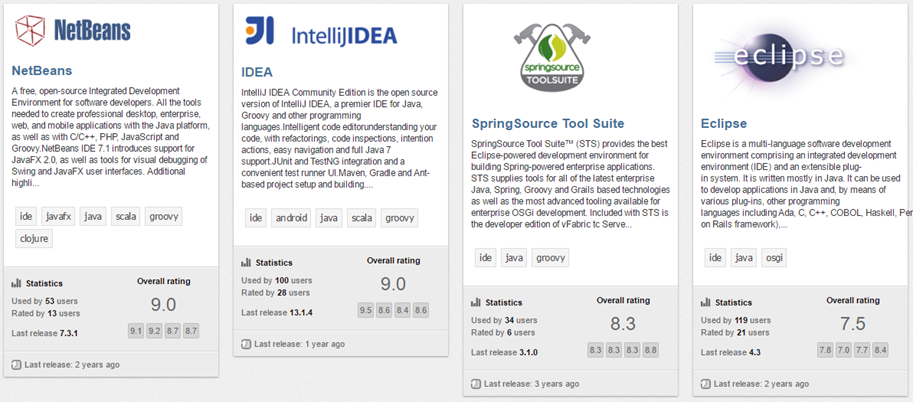 NetBeans
NetBeans
A free, open-source Integrated Development
Environment for software developers. All the tools
needed to create professional desktop, enterprise,
web, and mobile applications with the Java platform,
as well as with C/C++, PHP, JavaScript and
Groovy.NetBeans IDE 7.1 introduces support for
JavaFX 2.0, as well as tools for visual debugging of
Swing and JavaFX user interfaces. Additional
highli...
ide javafx java scala groovy
clojure
Statistics
Overall rating
Used by 53 users
Rated by 13 users
9.0
Last release 7.3.1
9.1 9.2 8.7 8.7
Last release: 2 years ago
IntelliJIDEA
IDEA
IntelliJ IDEA Community Edition is the open source
version of IntelliJ IDEA, a premier IDE for Java,
Groovy and other programming
languages.Intelligent code editorunderstanding your
code, with refactorings, code inspections, intention
actions, easy navigation and full Java 7
support.JUnit and TestNG integration and a
convenient test runner UI.Maven, Gradle and Ant-
based project setup and building....
ide android java scala groovy
Statistics
Overall rating
Used by 100 users
Rated by 28 users
9.0
Last release 13.1.4
9.5 8.6 8.4 8.6
Last release: 1 year ago
springsource
TOOLSUITE
SpringSource Tool Suite
SpringSource Tool Suite™ (STS) provides the best
Eclipse-powered development environment for
building Spring-powered enterprise applications.
STS supplies tools for all of the latest enterprise
Java, Spring, Groovy and Grails based technologies
as well as the most advanced tooling available for
enterprise OSGi development. Included with STS is
the developer edition of vFabric tc Serve...
ide java groovy
Statistics
Overall rating
Used by 34 users
Rated by 6 users
8.3
Last release 3.1.0
8.3 8.3 8.3 8.8
Last release: 3 years ago
eclipse
Eclipse
Eclipse is a multi-language software development
environment comprising an integrated development
environment (IDE) and an extensible plug-
in system. It is written mostly in Java. It can be used
to develop applications in Java and, by means of
various plug-ins, other programming
languages including Ada, C, C++, COBOL, Haskell, Per
on Rails framework),...
ide java osgi
Statistics
Overall rating
Used by 119 users
Rated by 21 users
7.5
Last release 4.3
7.8 7.0 7.7 8.4
Last release: 2 years ago